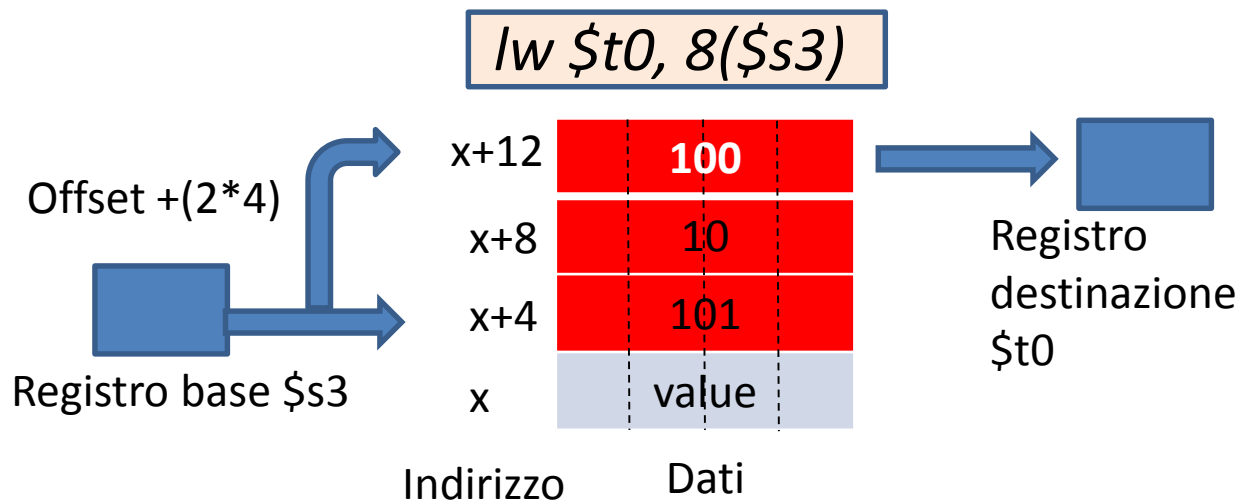 lw $t0, 8($s3)
x+12 100
Offset +(2*4)
x+8 10
x+4 101
x value
Registro base $s3
Registro
destinazione
$t0
Indirizzo Dati